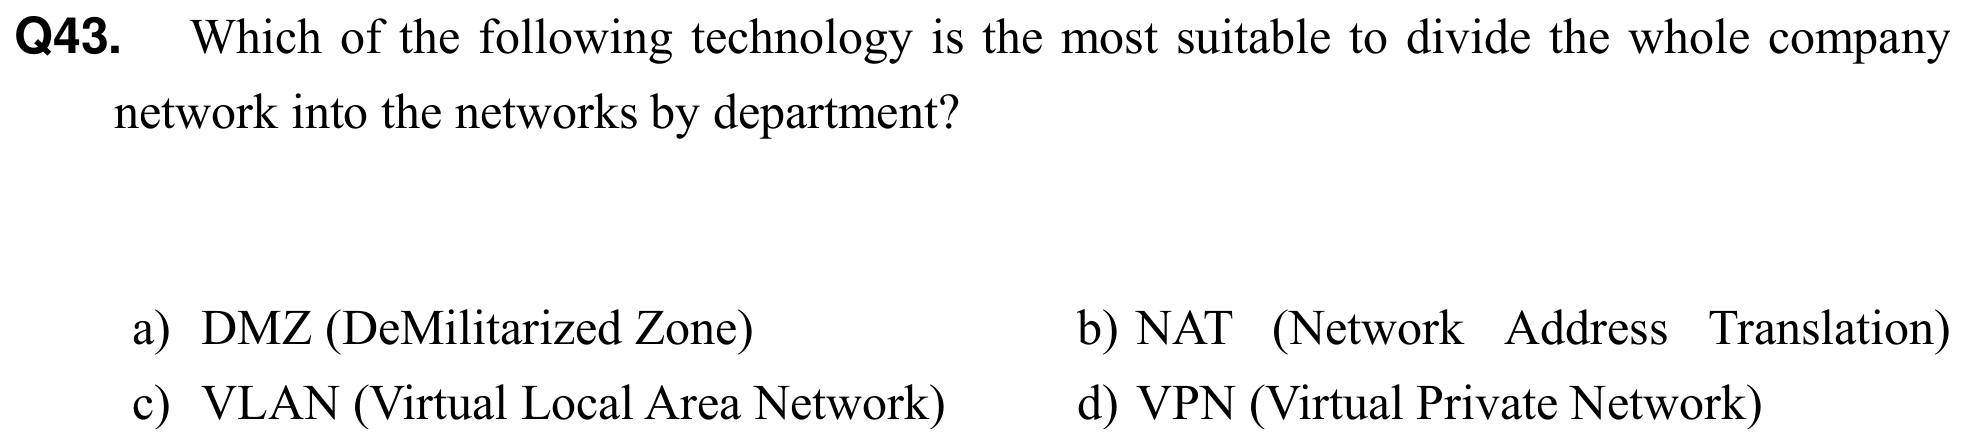 Q43. Which of the following technology is the most suitable to divide the whole company
network into the networks by department?
a) DMZ (DeMilitarized Zone) b) NAT (Network Address Translation)
c) VLAN (Virtual Local Area Network) d) VPN (Virtual Private Network)